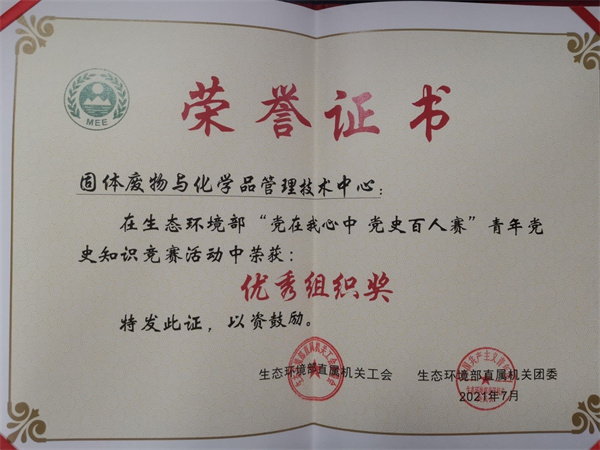 MEE
荣誉证书
固体废物与化学品管理技术中心：
在生态环境部“党在我心中 党史百人赛”青年党
史知识竞赛活动中荣获：
优秀组织奖
特发此证，以资鼓励。
生态环境部直属机关工会
生态环境部直属机关团委
2021年7月